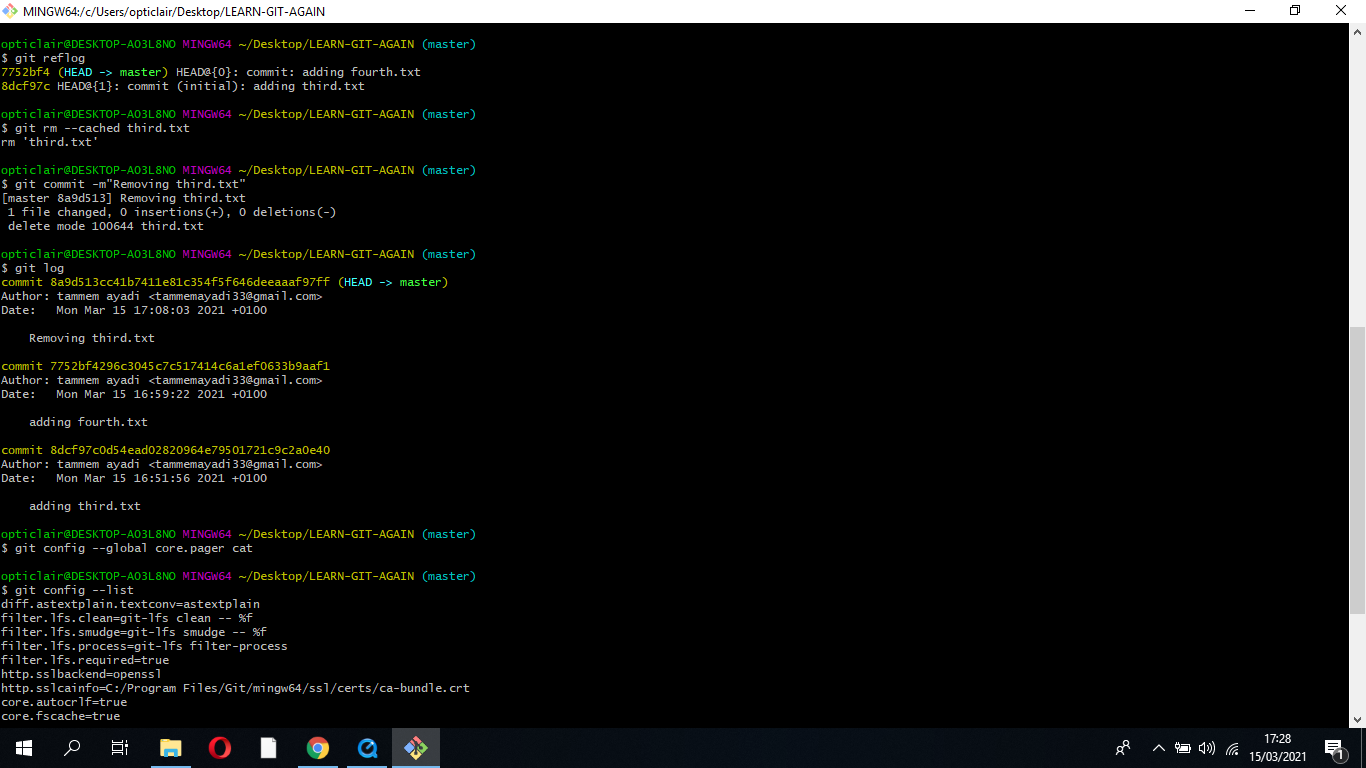 MINGW64:/c/Users/opticlair/Desktop/LEARN-GIT-AGAIN
opticlair@DESKTOP-AO3L8NO MINGW64 ~/Desktop/LEARN-GIT-AGAIN (master)
$ git reflog
7752bf4 (HEAD -> master) HEAD@{0}: commit: adding fourth.txt
8dcf97c HEAD@{1}: commit (initial): adding third.txt
opticlair@DESKTOP-AO3L8NO MINGW64 ~/Desktop/LEARN-GIT-AGAIN (master)
$ git rm --cached third.txt
rm 'third.txt'
opticlair@DESKTOP-AO3L8NO MINGW64 ~/Desktop/LEARN-GIT-AGAIN (master)
$ git commit -m"Removing third.txt"
[master 8a9d513] Removing third.txt
 1 file changed, 0 insertions(+), 0 deletions(-)
 delete mode 100644 third.txt
opticlair@DESKTOP-AO3L8NO MINGW64 ~/Desktop/LEARN-GIT-AGAIN (master)
$ git log
commit 8a9d513cc41b7411e81c354f5f646deeaaaf97ff (HEAD -> master)
Author: tammem ayadi <tammemayadi33@gmail.com>
Date:   Mon Mar 15 17:08:03 2021 +0100
    Removing third.txt
commit 7752bf4296c3045c7c517414c6a1ef0633b9aaf1
Author: tammem ayadi <tammemayadi33@gmail.com>
Date:   Mon Mar 15 16:59:22 2021 +0100
    adding fourth.txt
commit 8dcf97c0d54ead02820964e79501721c9c2a0e40
Author: tammem ayadi <tammemayadi33@gmail.com>
Date:   Mon Mar 15 16:51:56 2021 +0100
    adding third.txt
opticlair@DESKTOP-AO3L8NO MINGW64 ~/Desktop/LEARN-GIT-AGAIN (master)
$ git config --global core.pager cat
opticlair@DESKTOP-AO3L8NO MINGW64 ~/Desktop/LEARN-GIT-AGAIN (master)
$ git config --list
diff.astextplain.textconv=astextplain
filter.lfs.clean=git-lfs clean -- %f
filter.lfs.smudge=git-lfs smudge -- %f
filter.lfs.process=git-lfs filter-process
filter.lfs.required=true
http.sslbackend=openssl
http.sslcainfo=C:/Program Files/Git/mingw64/ssl/certs/ca-bundle.crt
core.autocrlf=true
core.fscache=true
17:28
15/03/2021
1